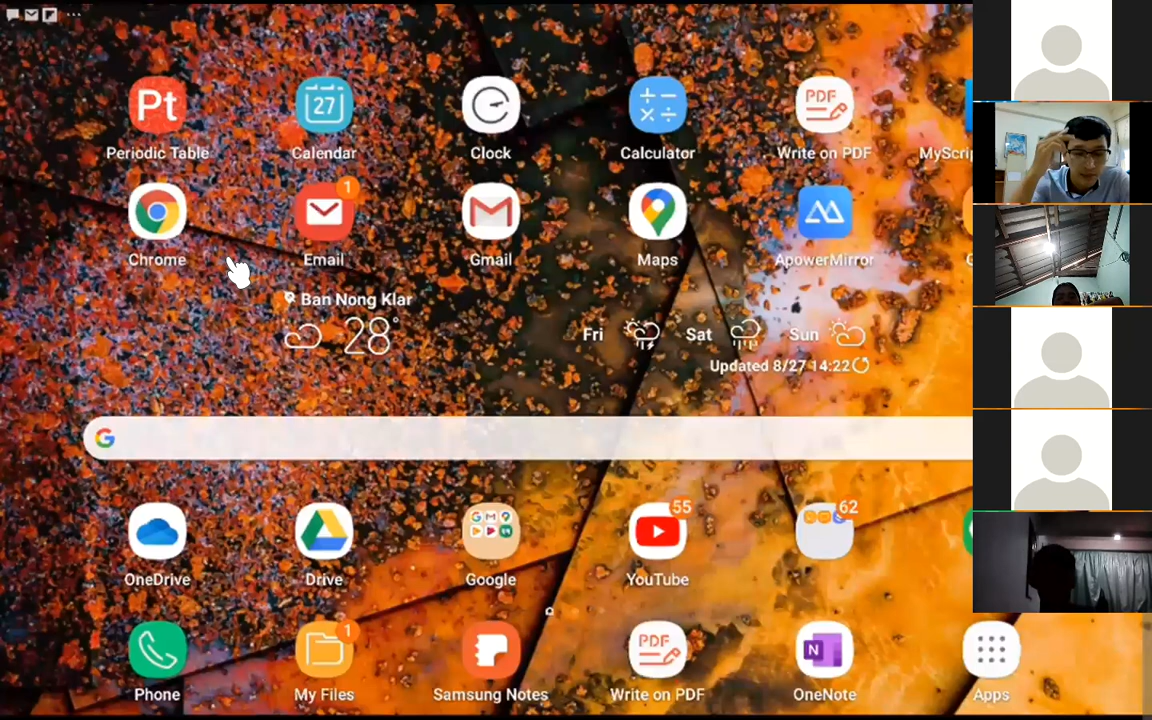 Pt
27
PDF
Periodic Table
Calendar
Clock
Calculator
Write on PDF
MyScrip
1
Chrome
Email
Gmail
Maps
ApowerMirror
Ban Nong Klar
28°
Fri
Sat
Sun
Updated 8/27 14:22
G
55
62
OneDrive
Drive
Google
YouTube
1
PDF
N
Phone
My Files
Samsung Notes
Write on PDF
OneNote
Apps